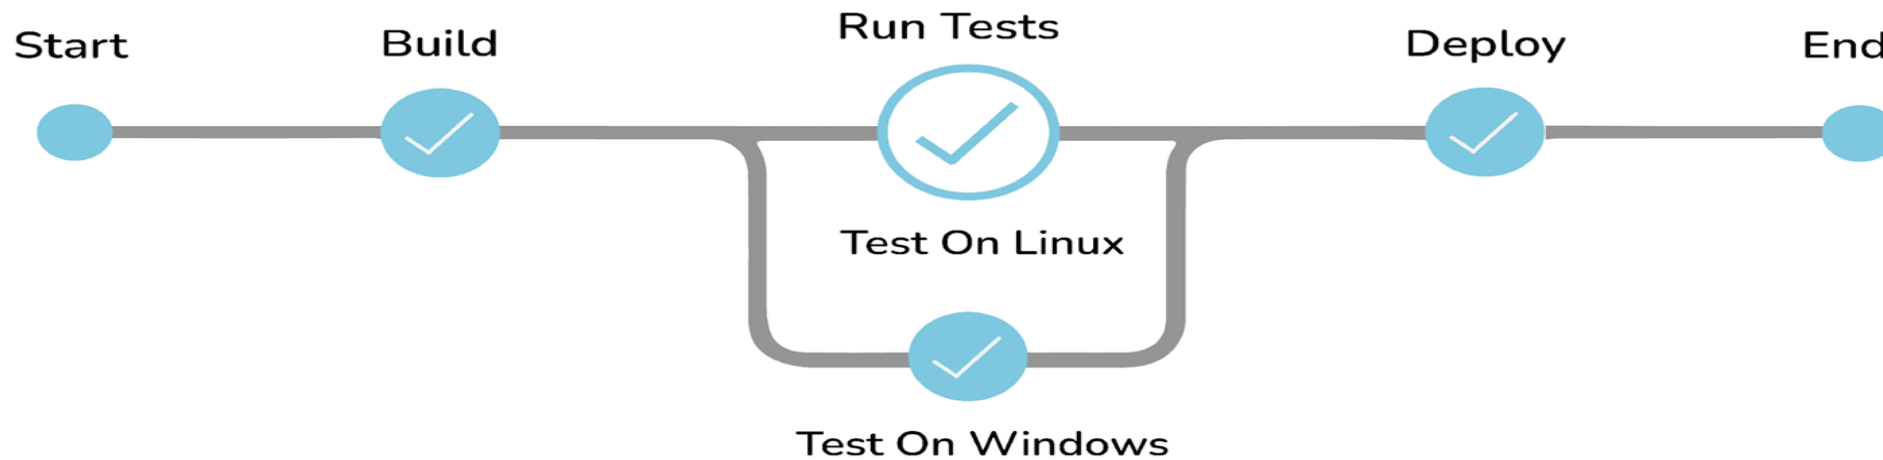 Start
Build
Run Tests
Deploy
End
Test On Linux
Test On Windows